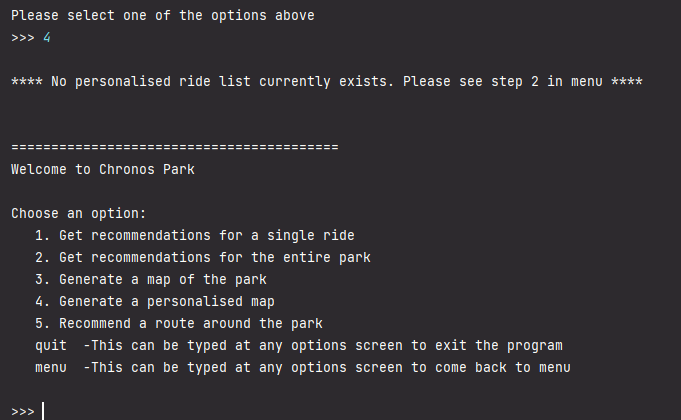 Please select one of the options above
>>> 4
**** No personalised ride list currently exists. Please see step 2 in menu ****
=========================================
Welcome to Chronos Park
Choose an option:
1. Get recommendations for a single ride
2. Get recommendations for the entire park
3. Generate a map of the park
4. Generate a personalised map
5. Recommend a route around the park
quit  -This can be typed at any options screen to exit the program
menu  -This can be typed at any options screen to come back to menu
>>>